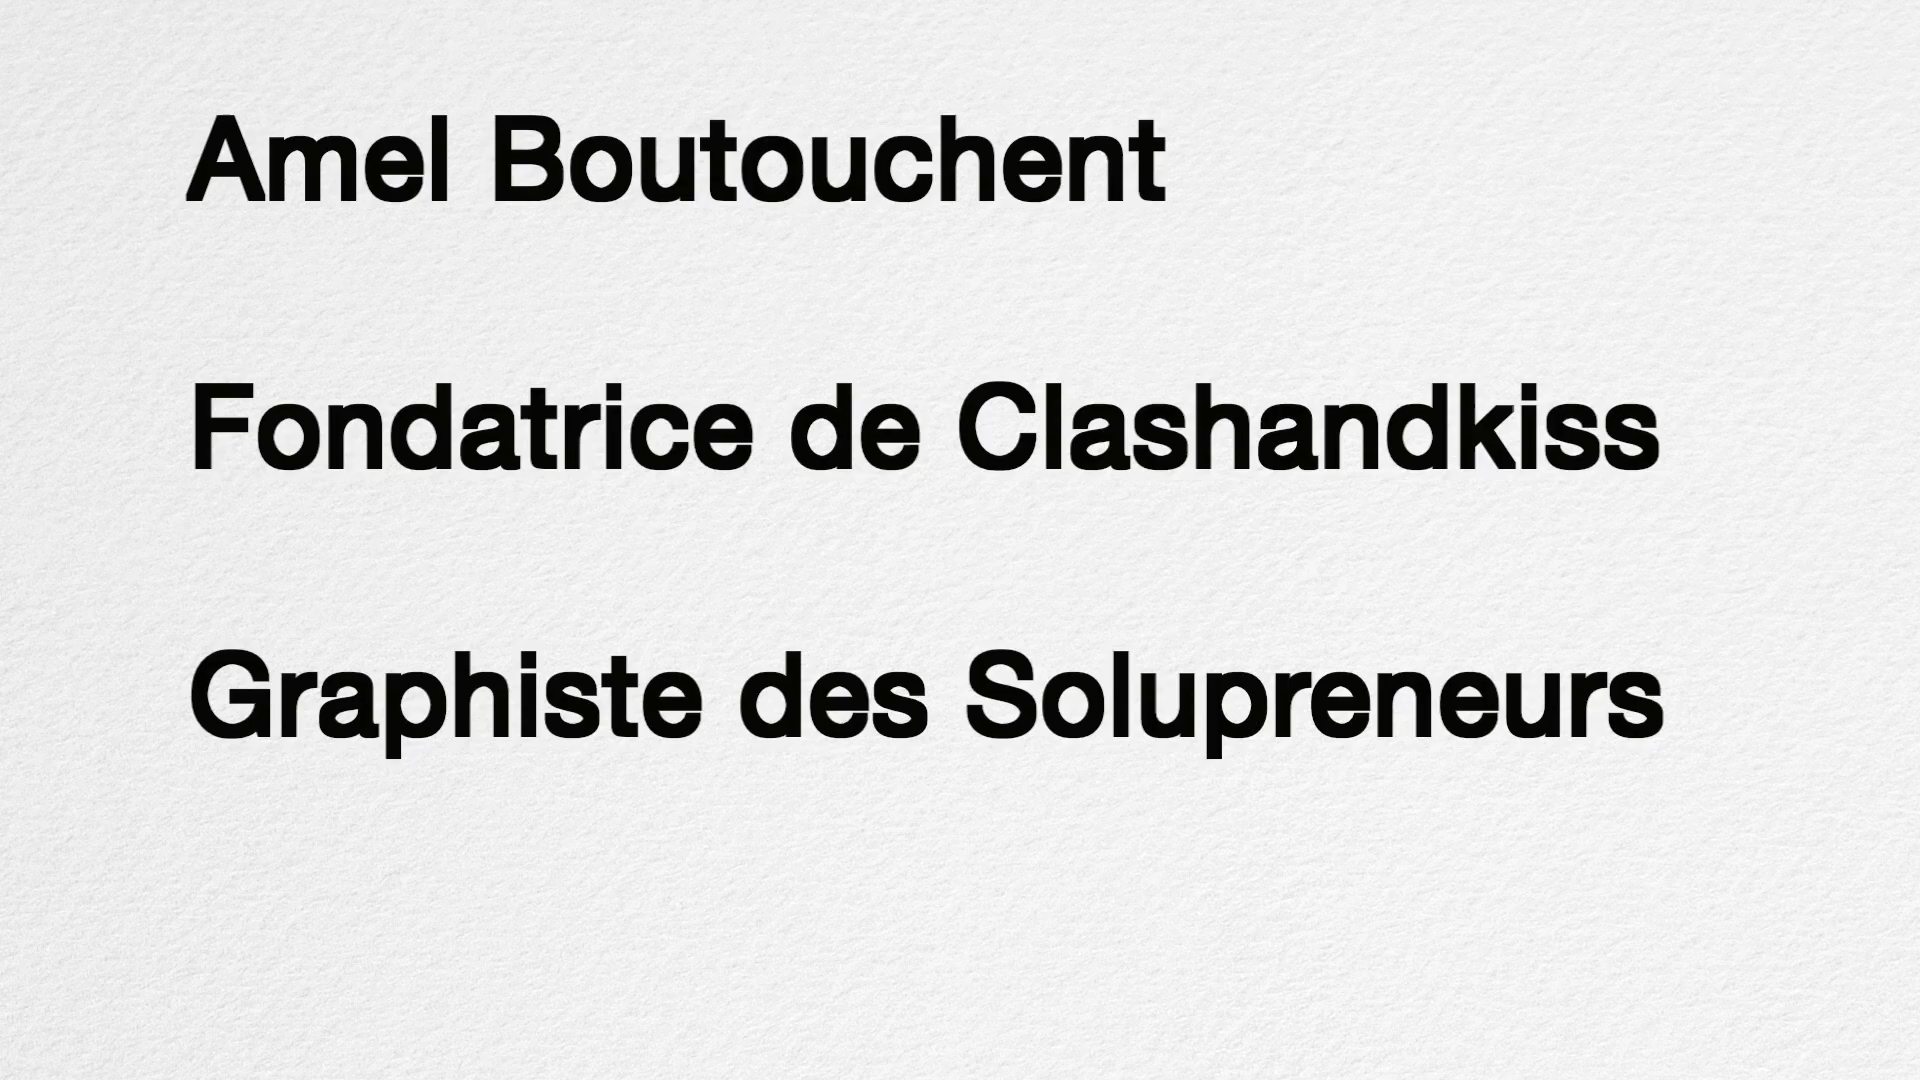 Amel Boutouchent
Fondatrice de Clashandkiss
Graphiste des Solupreneurs